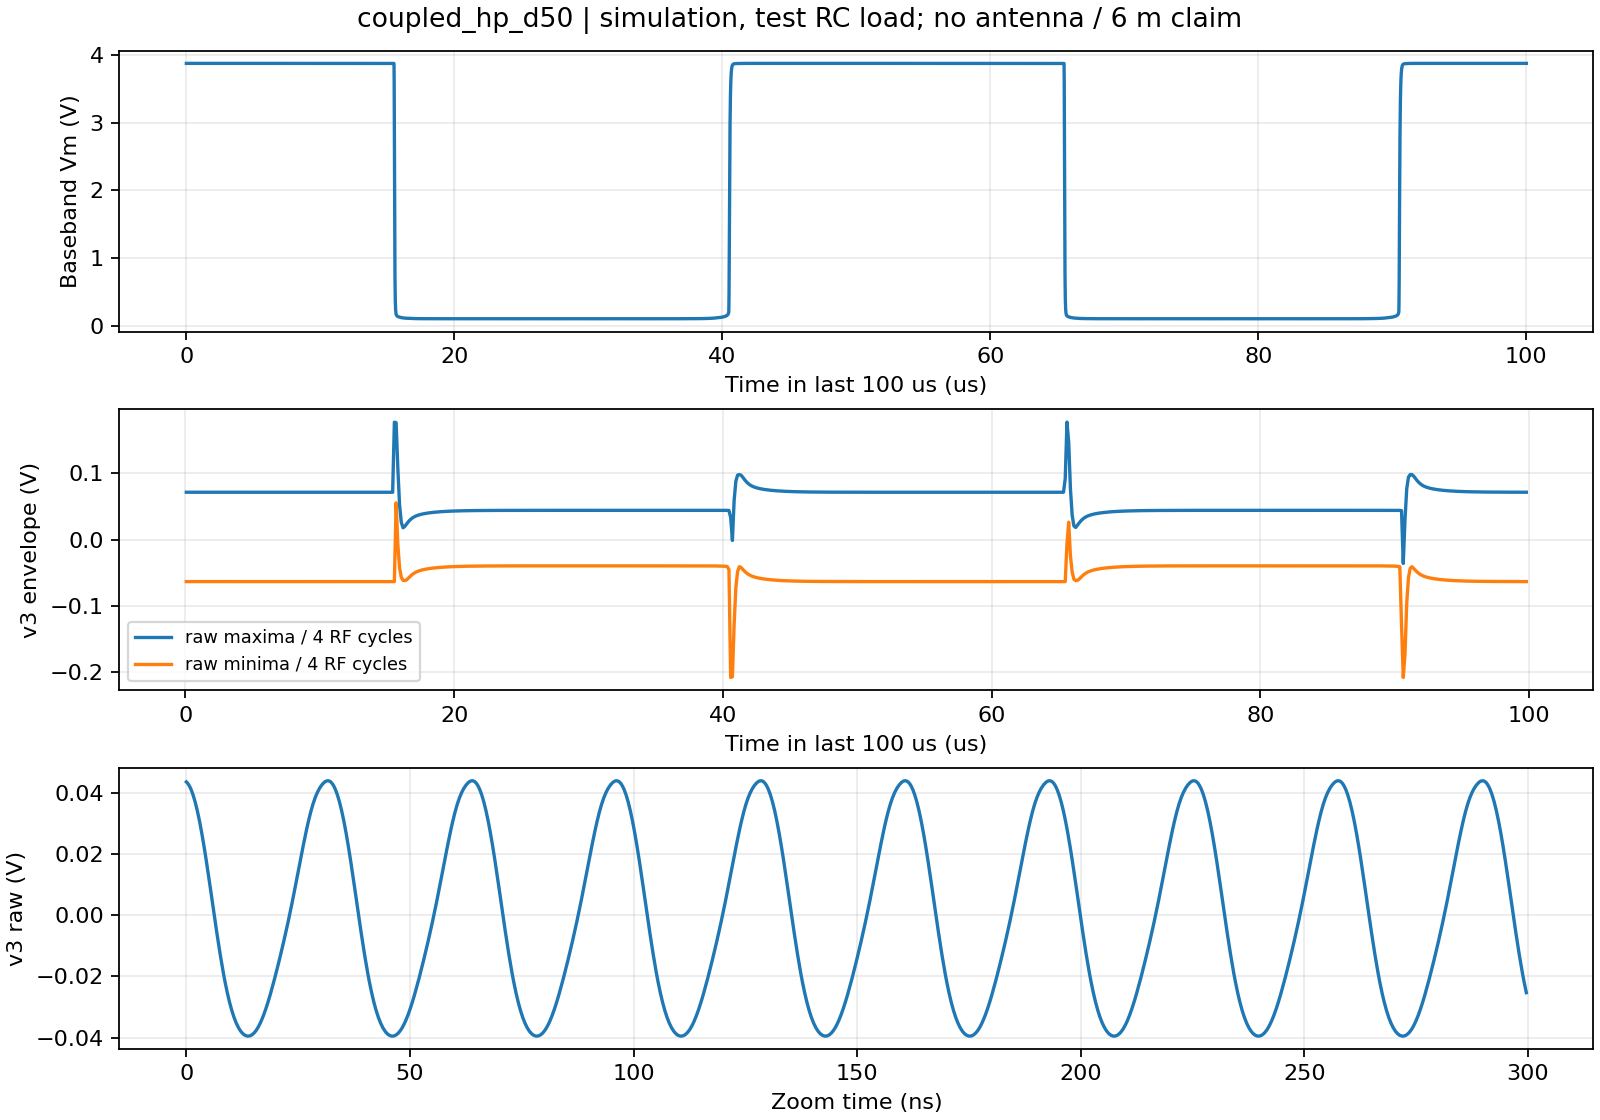 coupled_hp_d50 | simulation, test RC load; no antenna / 6 m claim
Baseband Vm (V)
4
3
2
1
0
0 20 40 60 80 100
Time in last 100 us (us)
v3 envelope (V)
0.1
0.0
−0.1
−0.2
raw maxima / 4 RF cycles
raw minima / 4 RF cycles
0 20 40 60 80 100
Time in last 100 us (us)
v3 raw (V)
0.04
0.02
0.00
−0.02
−0.04
0 50 100 150 200 250 300
Zoom time (ns)